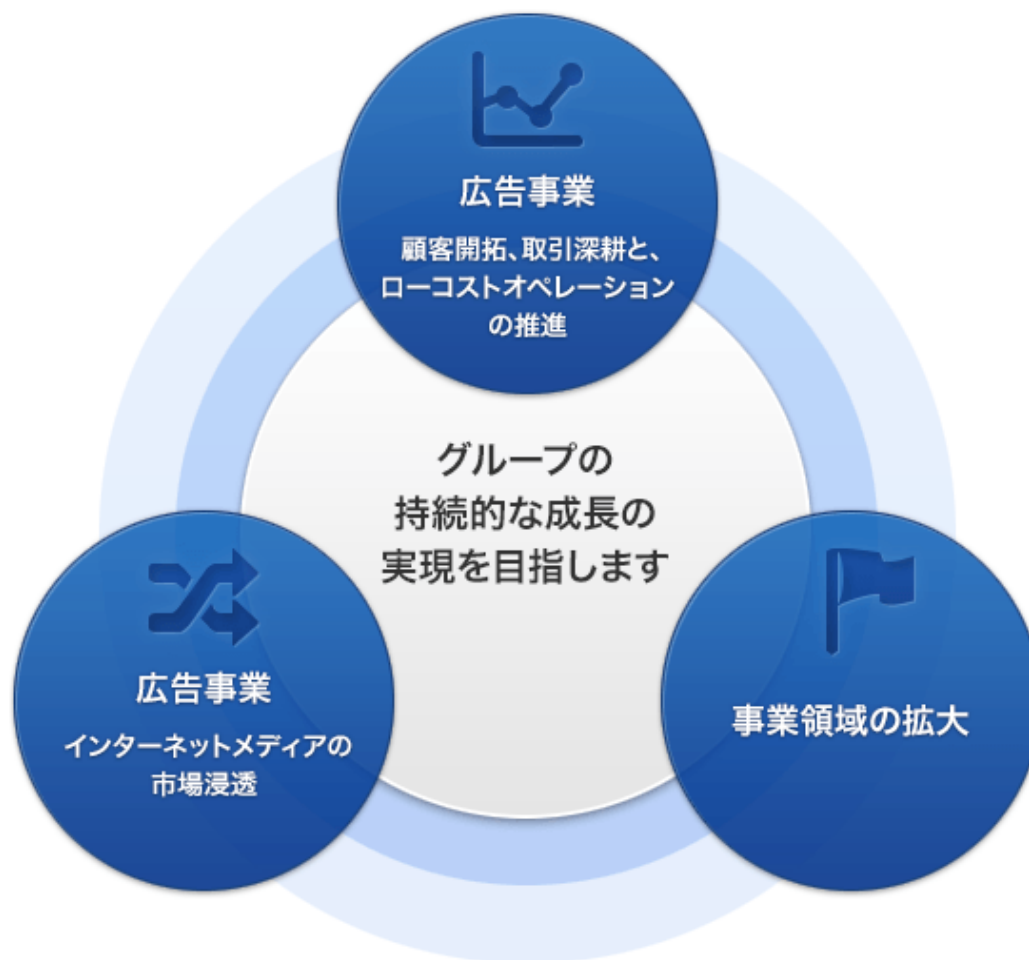 広告事業
顧客開拓、取引深耕と、
ローコストオペレーション
の推進
グループの
持続的な成長の
実現を目指します
広告事業
インターネットメディアの
市場浸透
事業領域の拡大